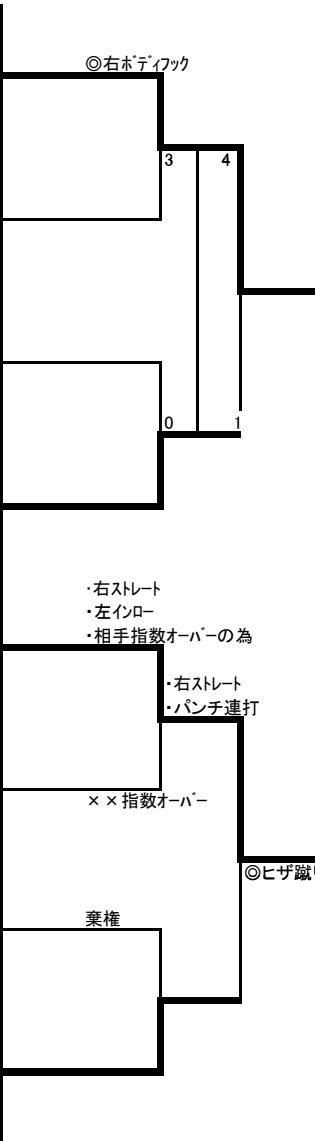 ◎右ﾎﾞﾃﾞｨﾌｯｸ
3 4
0 1
・右ｽﾄﾚｰﾄ
・左ｲﾝﾛｰ
・相手指数ｵｰﾊﾞｰの為
・右ｽﾄﾚｰﾄ
・パンチ連打
××指数ｵｰﾊﾞｰ
◎ヒザ蹴り
棄権